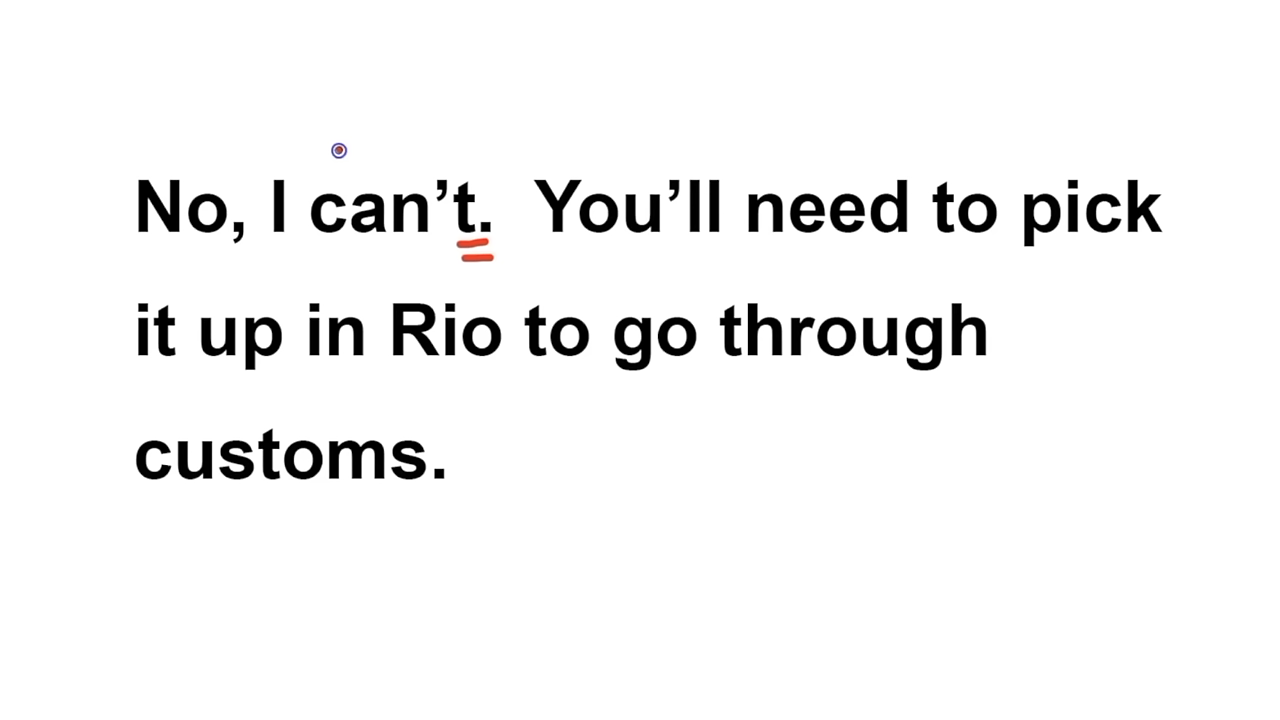 No, I can’t.  You’ll need to pick
it up in Rio to go through
customs.